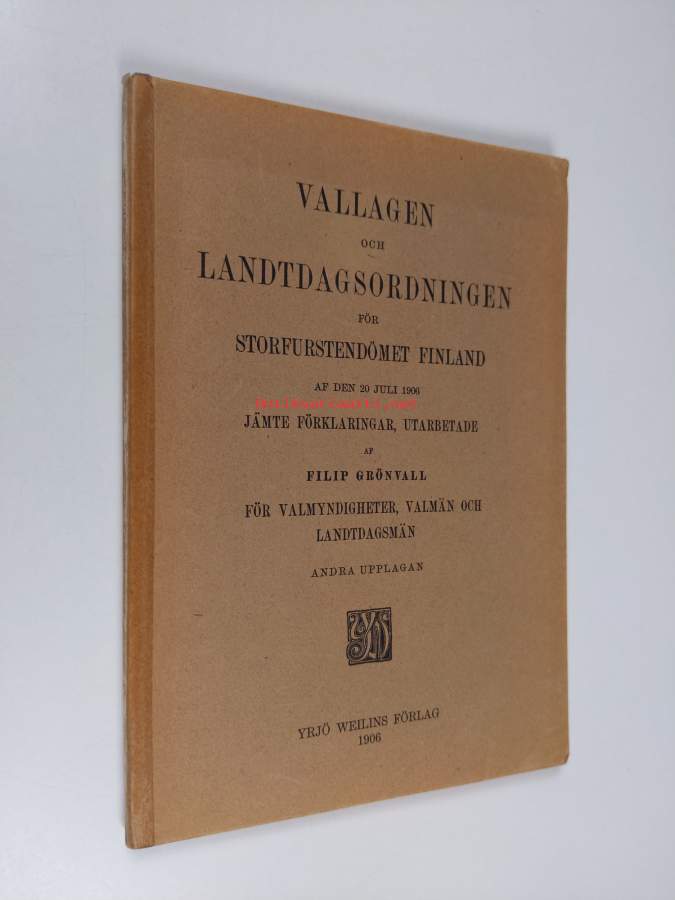 VALLAGEN
OCH
LANDTDAGSORDNINGEN
FÖR
STORFURSTENDÖMET FINLAND
AF DEN 20 JULI 1906
JÄMTE FÖRKLARINGAR, UTARBETADE
AF
FILIP GRÖNVALL
FÖR VALMYNDIGHETER, VALMÄN OCH
LANDTDAGSMÄN
ANDRA UPPLAGAN
YRJÖ WEILINS FÖRLAG
1906